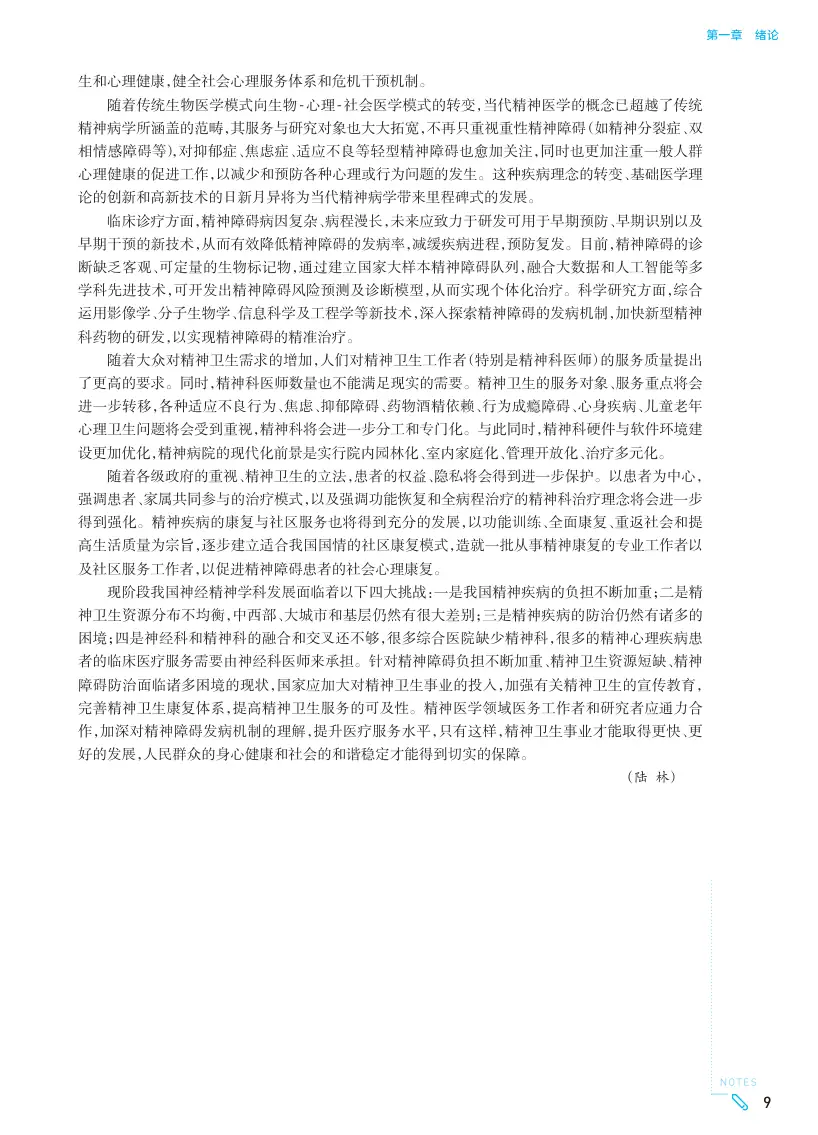 第一章 绪论
生和心理健康,健全社会心理服务体系和危机干预机制。
随着传统生物医学模式向生物-心理-社会医学模式的转变,当代精神医学的概念已超越了传统
精神病学所涵盖的范畴,其服务与研究对象也大大拓宽,不再只重视重性精神障碍(如精神分裂症、双
相情感障碍等),对抑郁症、焦虑症、适应不良等轻型精神障碍也愈加关注,同时也更加注重一般人群
心理健康的促进工作,以减少和预防各种心理或行为问题的发生。这种疾病理念的转变、基础医学理
论的创新和高新技术的日新月异将为当代精神病学带来里程碑式的发展。
临床诊疗方面,精神障碍病因复杂、病程漫长,未来应致力于研发可用于早期预防、早期识别以及
早期干预的新技术,从而有效降低精神障碍的发病率,减缓疾病进程,预防复发。目前,精神障碍的诊
断缺乏客观、可定量的生物标记物,通过建立国家大样本精神障碍队列,融合大数据和人工智能等多
学科先进技术,可开发出精神障碍风险预测及诊断模型,从而实现个体化治疗。科学研究方面,综合
运用影像学、分子生物学、信息科学及工程学等新技术,深入探索精神障碍的发病机制,加快新型精神
科药物的研发,以实现精神障碍的精准治疗。
随着大众对精神卫生需求的增加,人们对精神卫生工作者(特别是精神科医师)的服务质量提出
了更高的要求。同时,精神科医师数量也不能满足现实的需要。精神卫生的服务对象、服务重点将会
进一步转移,各种适应不良行为、焦虑、抑郁障碍、药物酒精依赖、行为成瘾障碍、心身疾病、儿童老年
心理卫生问题将会受到重视,精神科将会进一步分工和专门化。与此同时,精神科硬件与软件环境建
设更加优化,精神病院的现代化前景是实行院内园林化、室内家庭化、管理开放化、治疗多元化。
随着各级政府的重视、精神卫生的立法,患者的权益、隐私将会得到进一步保护。以患者为中心,
强调患者、家属共同参与的治疗模式,以及强调功能恢复和全病程治疗的精神科治疗理念将会进一步
得到强化。精神疾病的康复与社区服务也将得到充分的发展,以功能训练、全面康复、重返社会和提
高生活质量为宗旨,逐步建立适合我国国情的社区康复模式,造就一批从事精神康复的专业工作者以
及社区服务工作者,以促进精神障碍患者的社会心理康复。
现阶段我国神经精神学科发展面临着以下四大挑战:一是我国精神疾病的负担不断加重;二是精
神卫生资源分布不均衡,中西部、大城市和基层仍然有很大差别;三是精神疾病的防治仍然有诸多的
困境;四是神经科和精神科的融合和交叉还不够,很多综合医院缺少精神科,很多的精神心理疾病患
者的临床医疗服务需要由神经科医师来承担。针对精神障碍负担不断加重、精神卫生资源短缺、精神
障碍防治面临诸多困境的现状,国家应加大对精神卫生事业的投入,加强有关精神卫生的宣传教育,
完善精神卫生康复体系,提高精神卫生服务的可及性。精神医学领域医务工作者和研究者应通力合
作,加深对精神障碍发病机制的理解,提升医疗服务水平,只有这样,精神卫生事业才能取得更快、更
好的发展,人民群众的身心健康和社会的和谐稳定才能得到切实的保障。
(陆 林)
NOTES
9